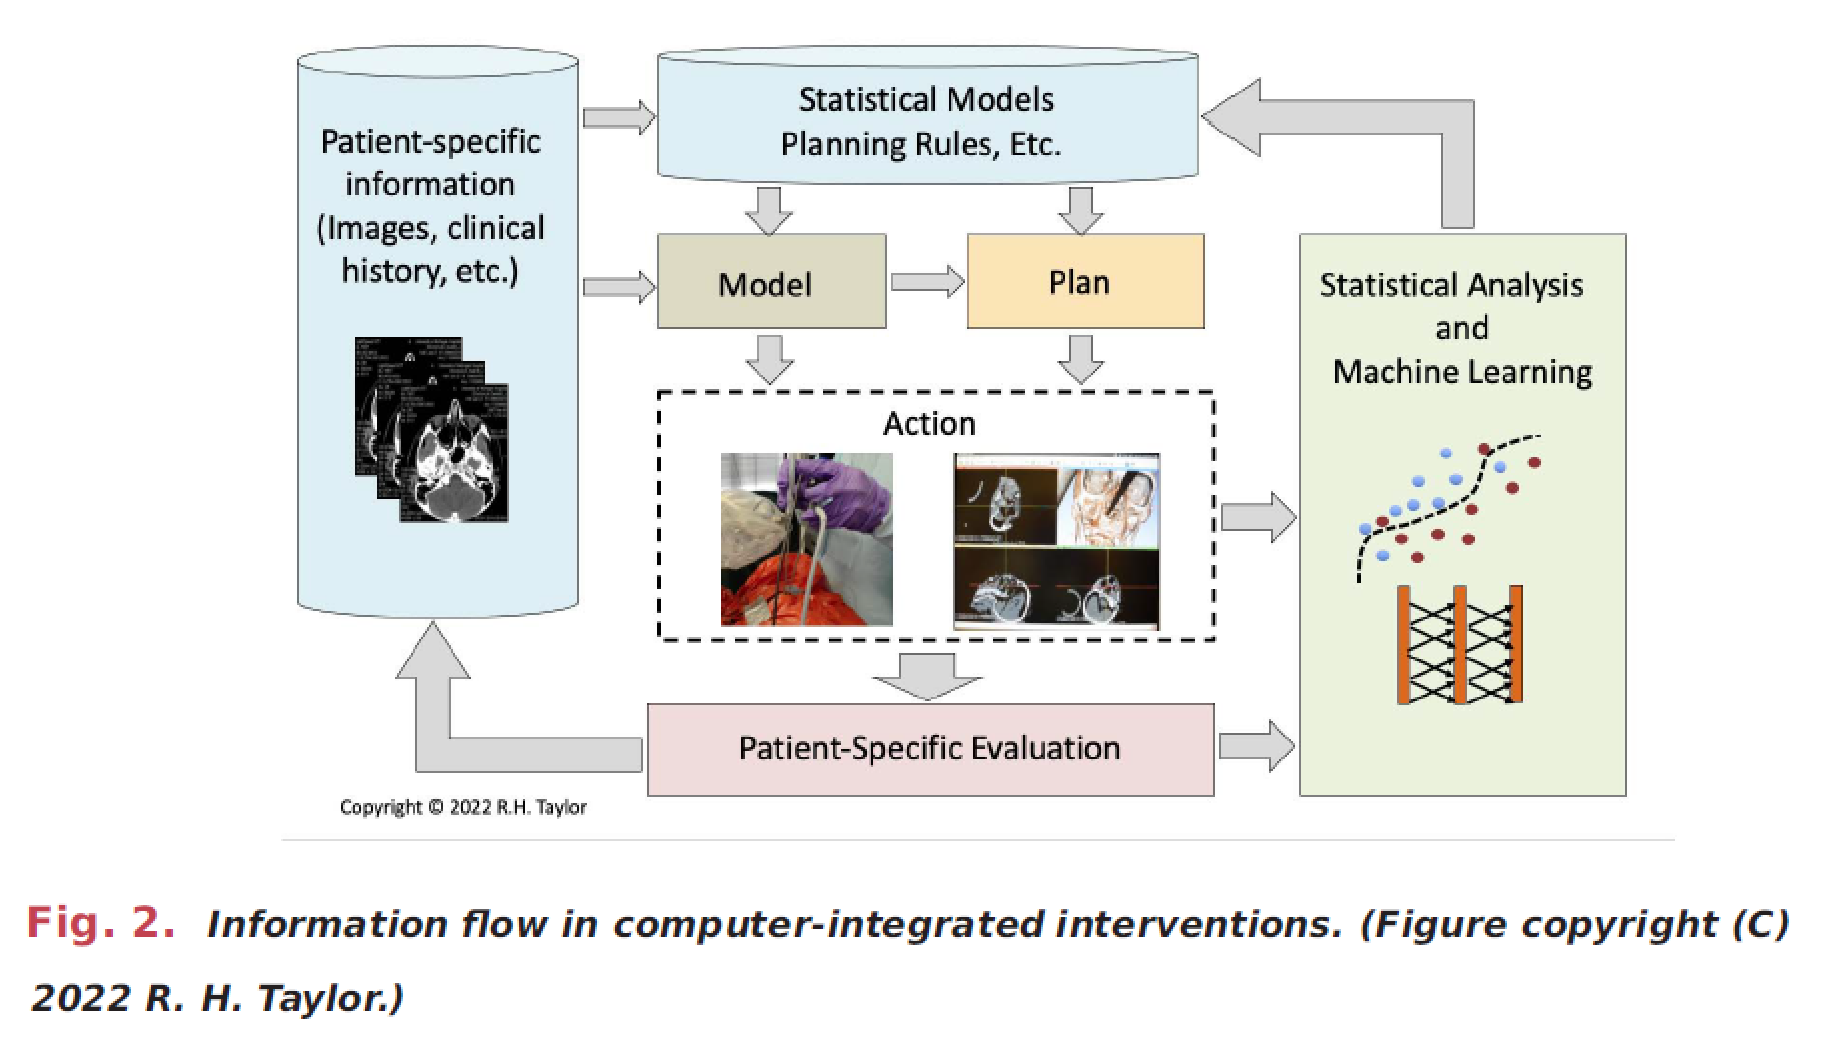 Patient-specific
information
(Images, clinical
history, etc.)
Statistical Models
Planning Rules, Etc.
Model
Plan
Action
Statistical Analysis
and
Machine Learning
Patient-Specific Evaluation
Copyright © 2022 R.H. Taylor
Fig. 2. Information flow in computer-integrated interventions. (Figure copyright (C)
2022 R. H. Taylor.)